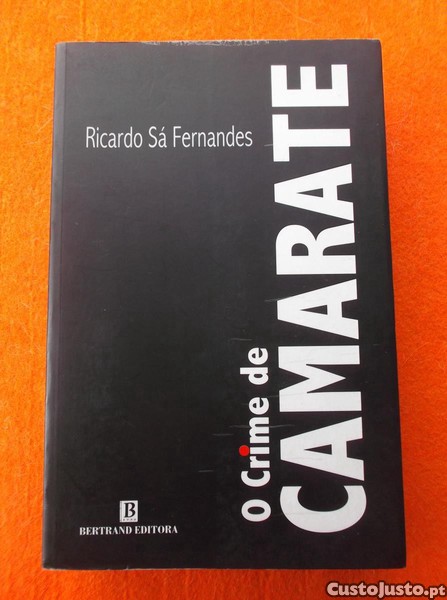 Ricardo Sá Fernandes
O Crime de
CAMARATE
B
BERTRAND EDITORA
CustoJusto.pt